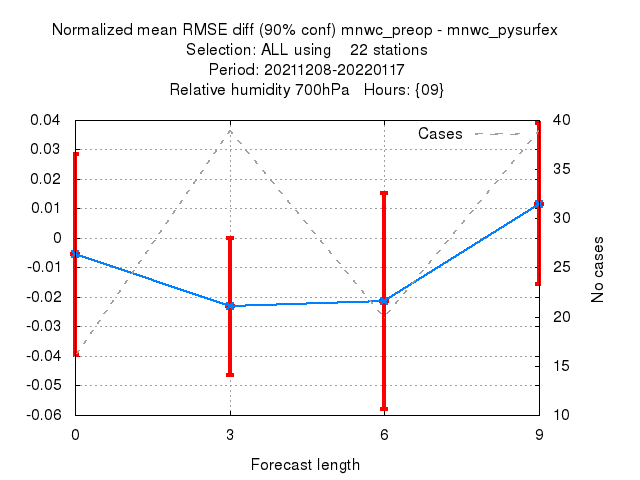 Normalized mean RMSE diff (90% conf) mnwc_preop - mnwc_pysurfex
Selection: ALL using    22 stations
Period: 20211208-20220117
Relative humidity 700hPa   Hours: {09}
Cases
0.04
0.03
0.02
0.01
0
-0.01
-0.02
-0.03
-0.04
-0.05
-0.06
40
35
30
25
20
15
10
No cases
0 3 6 9
Forecast length